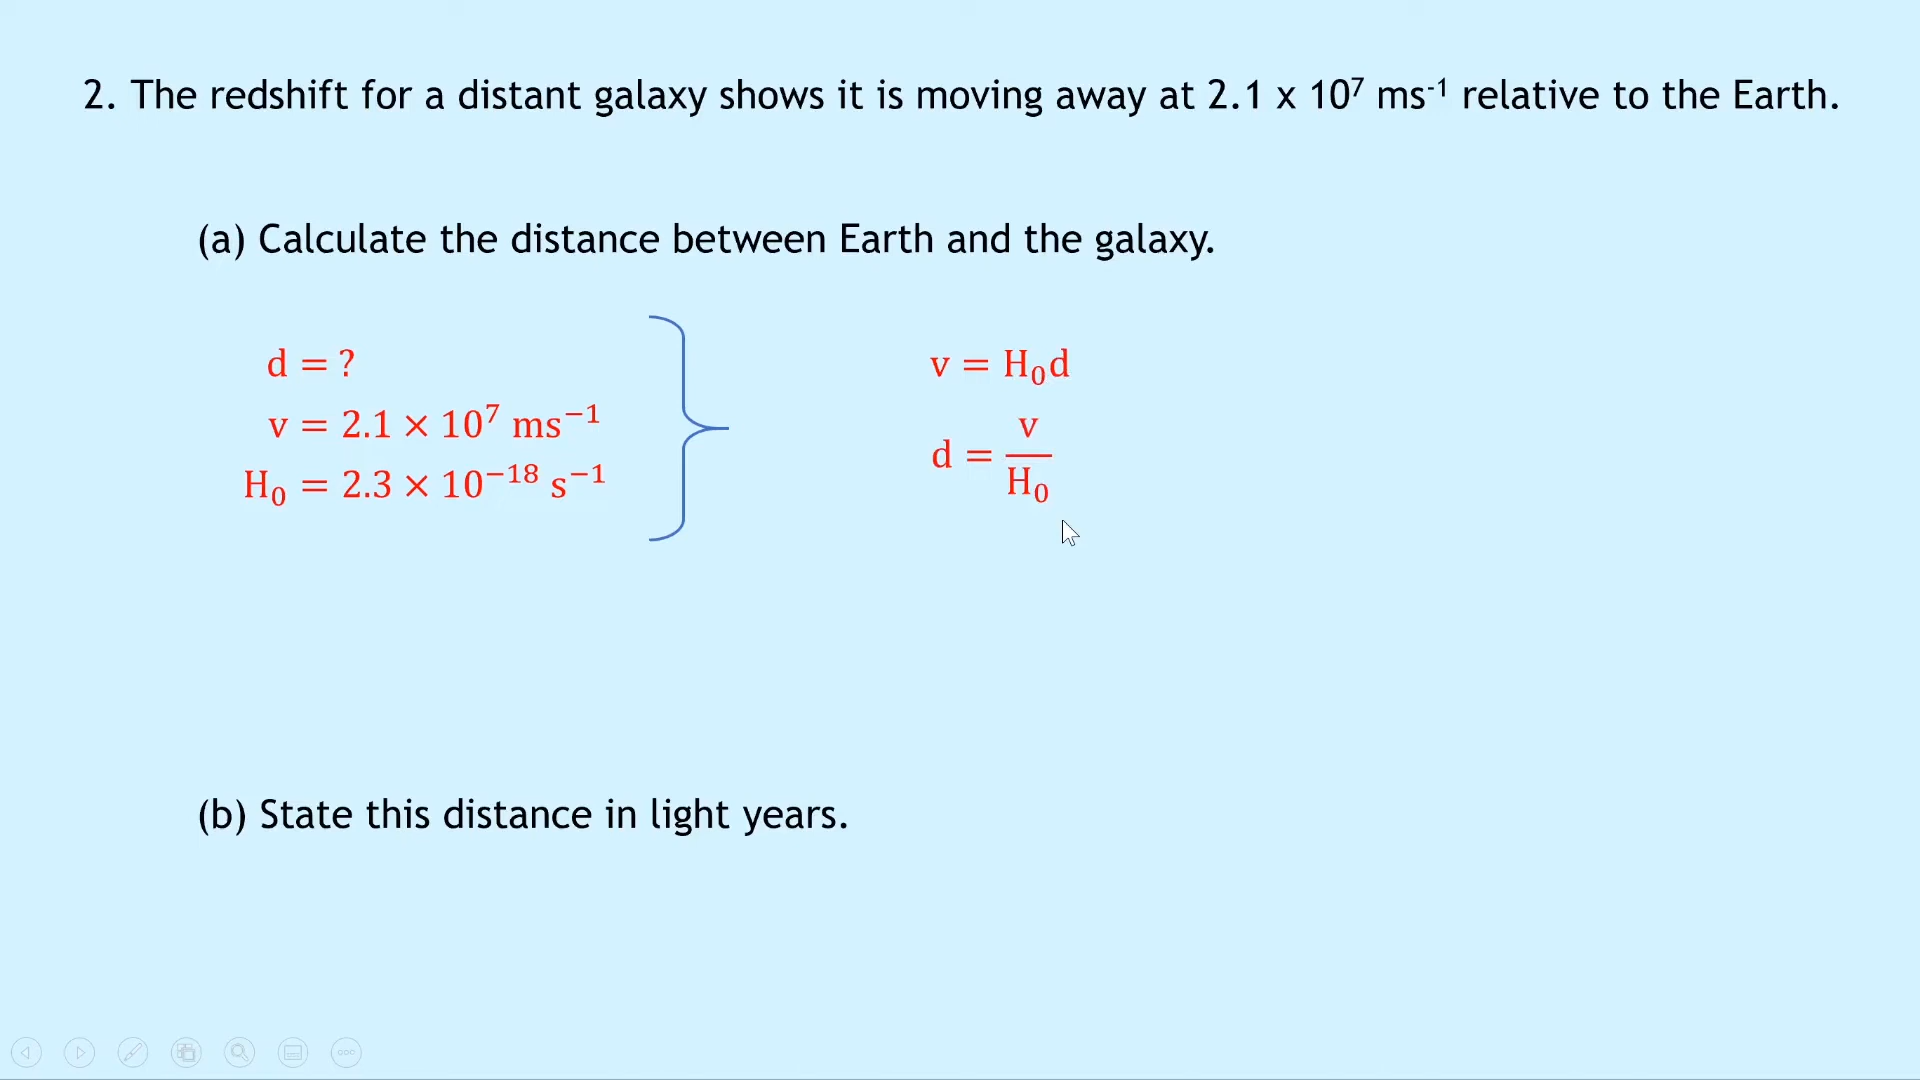 2. The redshift for a distant galaxy shows it is moving away at 2.1 x 10⁷ ms⁻¹ relative to the Earth.
(a) Calculate the distance between Earth and the galaxy.
d = ?
v = 2.1 × 10⁷ ms⁻¹
H₀ = 2.3 × 10⁻¹⁸ s⁻¹
v = H₀d
d = v/H₀
(b) State this distance in light years.